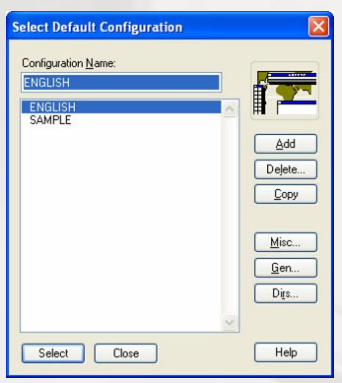 Select Default Configuration
Configuration Name:
ENGLISH
ENGLISH
SAMPLE
Add
Delete...
Copy
Misc...
Gen...
Dirs...
Select
Close
Help